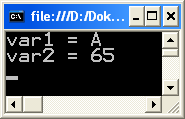 file:///D:/Dok...
var1 = A
var2 = 65